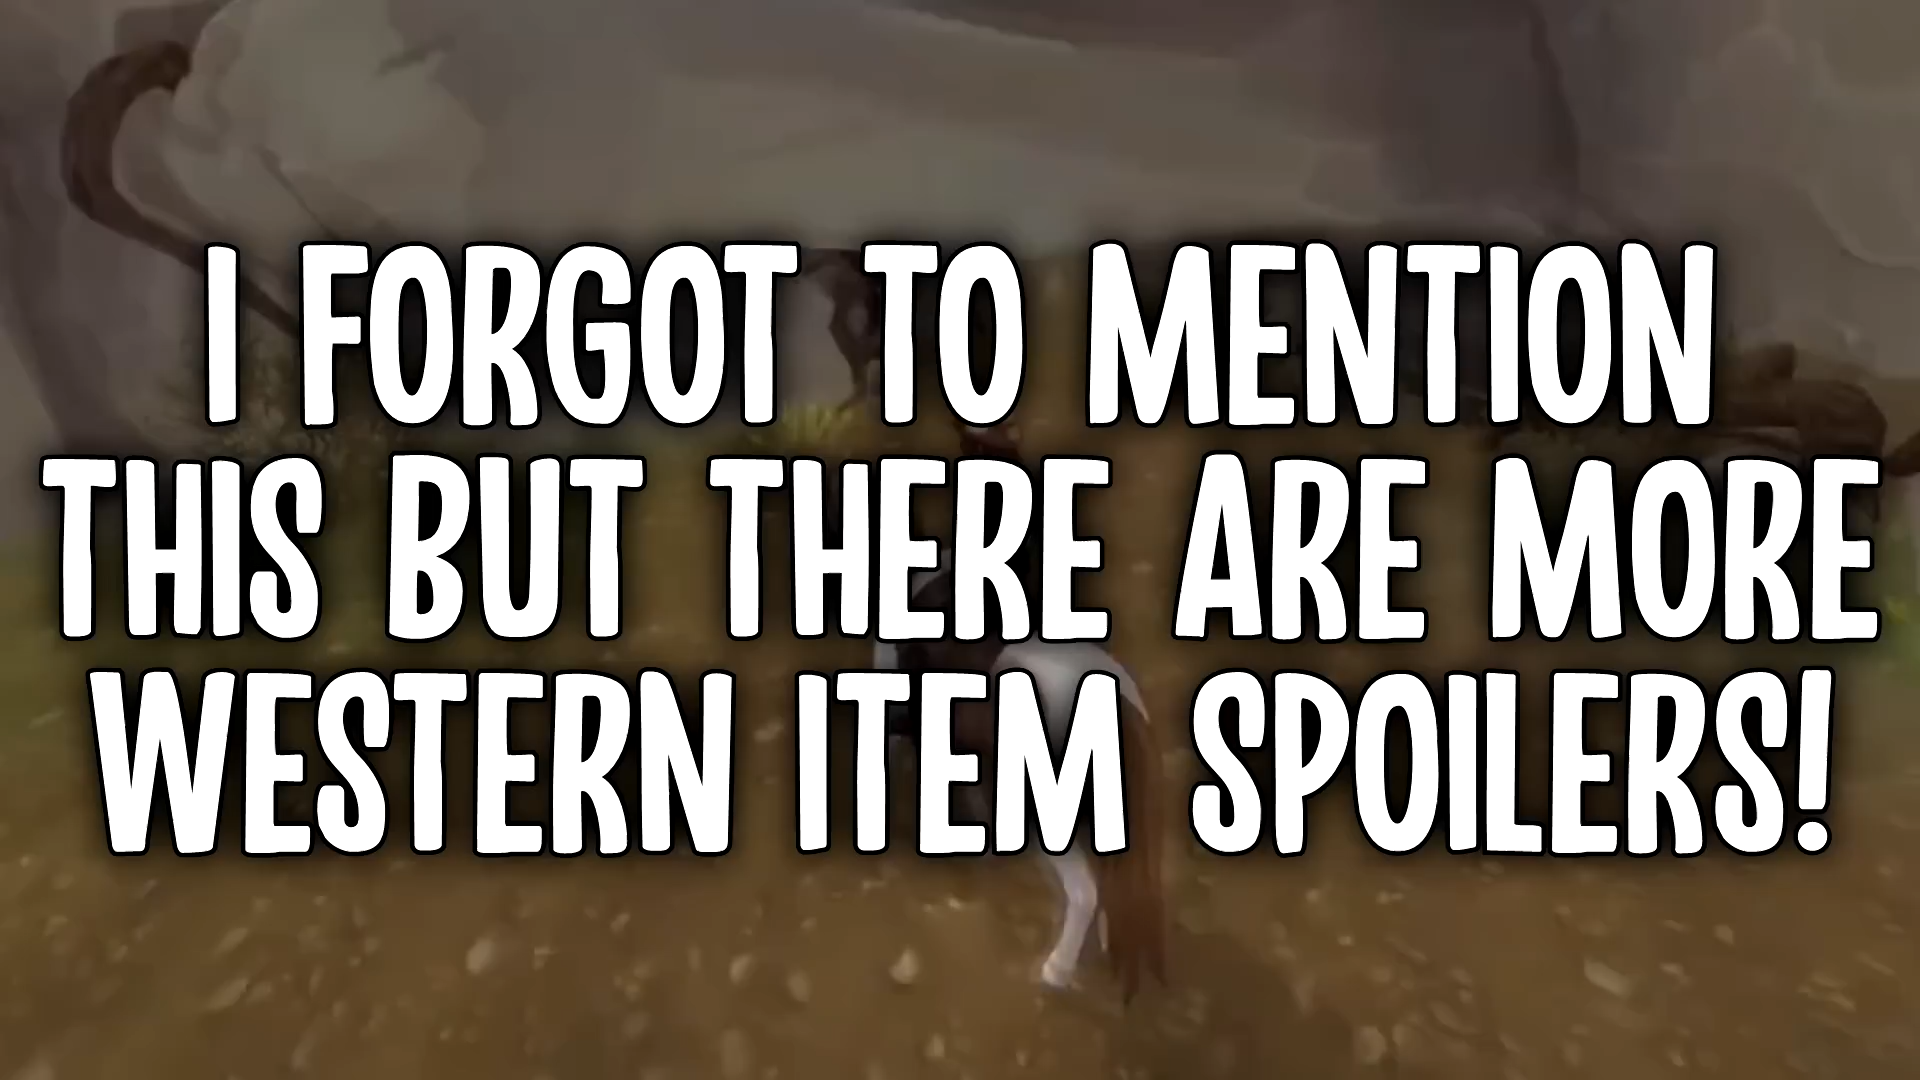 I FORGOT TO MENTION
THIS BUT THERE ARE MORE
WESTERN ITEM SPOILERS!